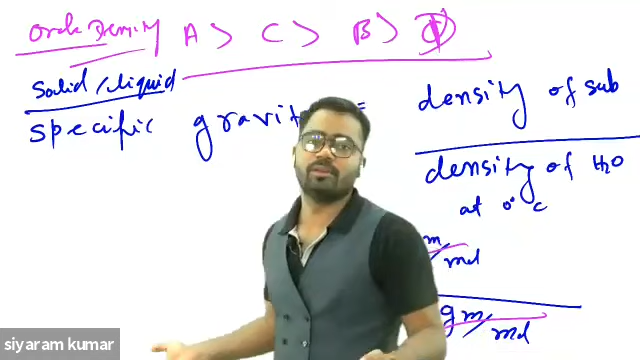 Order Density A > C > B > D
Solid/liquid
specific gravity = density of sub
density of H₂O
at 0° C
m/ml
gm/ml
siyaram kumar